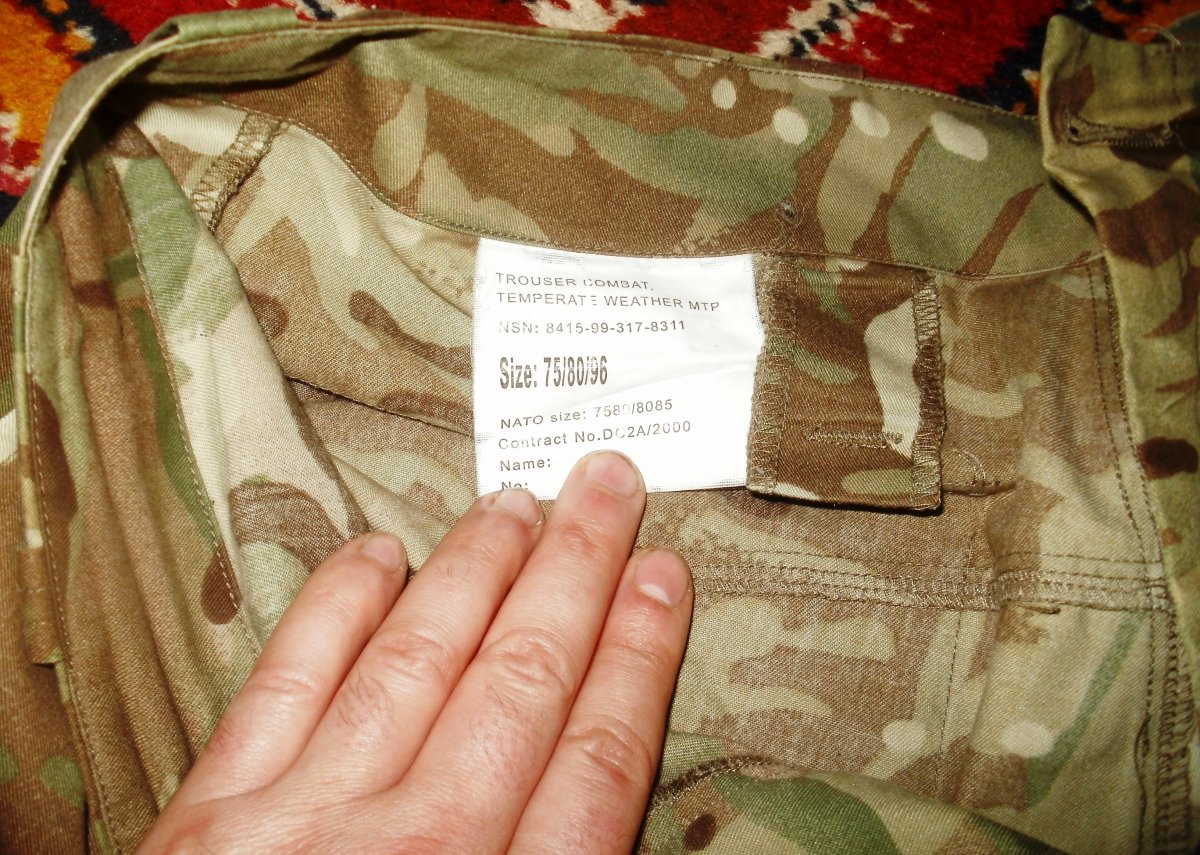 TROUSER COMBAT,
TEMPERATE WEATHER MTP
NSN: 8415-99-317-8311
Size: 75/80/96
NATO size: 7580/8085
Contract No.DC2A/2000
Name:
No: